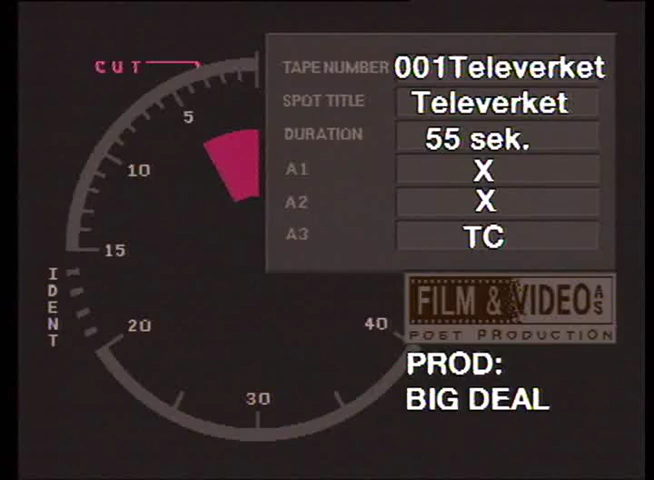 CUT
TAPE NUMBER 001Televerket
SPOT TITLE Televerket
DURATION 55 sek.
A1 X
A2 X
A3 TC
5
10
15
IDENT
20
30
40
FILM & VIDEO AS
POST PRODUCTION
PROD:
BIG DEAL